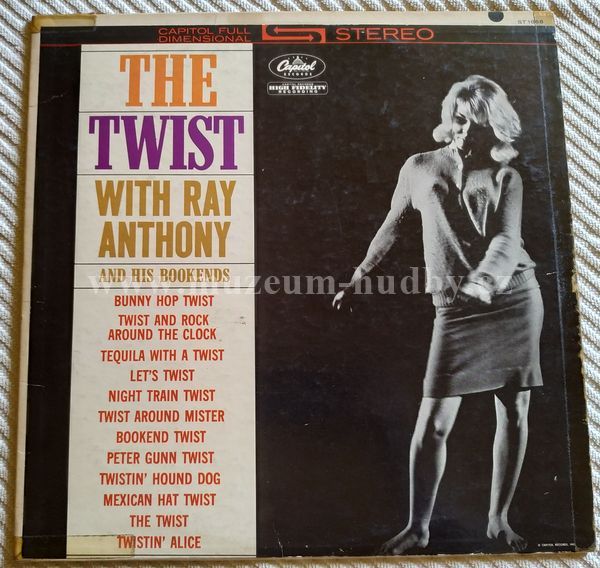 CAPITOL FULL DIMENSIONAL STEREO
ST 1668
THE
TWIST
WITH RAY
ANTHONY
AND HIS BOOKENDS
Capitol
RECORDS
HIGH FIDELITY
RECORDING
www.muzeum-hudby.cz
BUNNY HOP TWIST
TWIST AND ROCK
AROUND THE CLOCK
TEQUILA WITH A TWIST
LET'S TWIST
NIGHT TRAIN TWIST
TWIST AROUND MISTER
BOOKEND TWIST
PETER GUNN TWIST
TWISTIN' HOUND DOG
MEXICAN HAT TWIST
THE TWIST
TWISTIN' ALICE